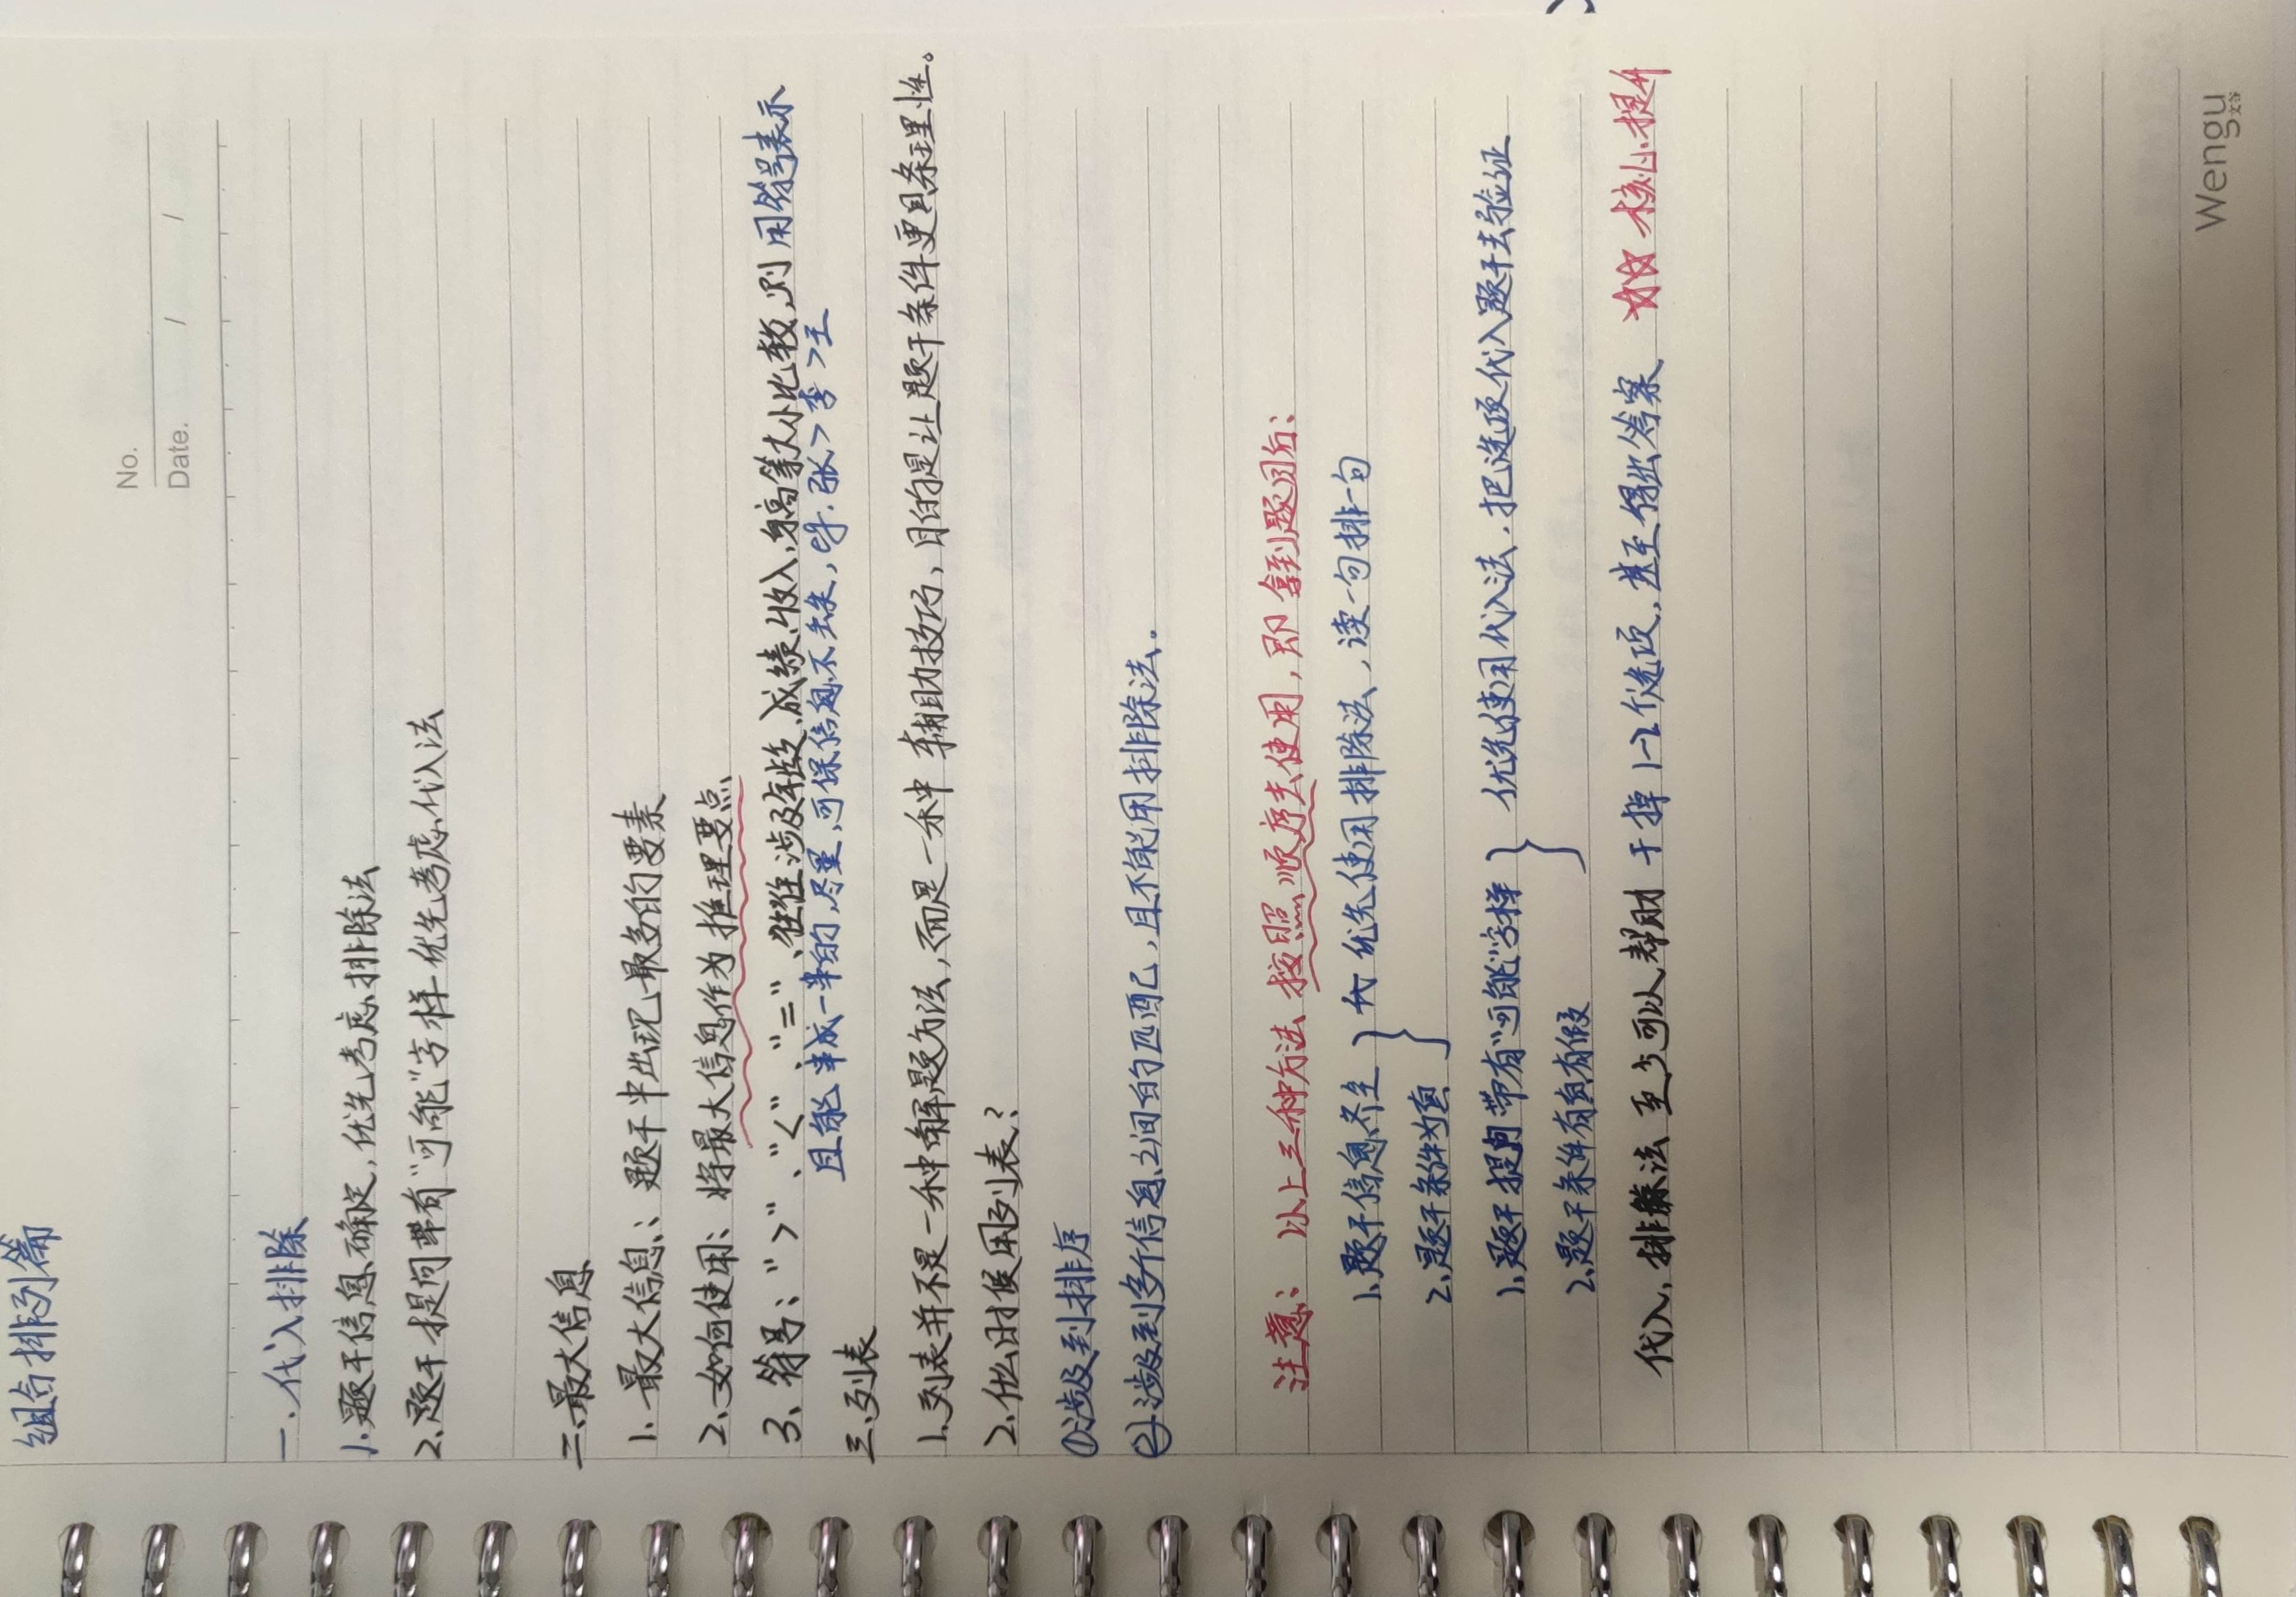 组合排列篇
No.
Date. / /
一.代入排除
1.题干信息确定,优先考虑排除法
2.题干提问带有“可能”字样优先考虑代入法
二、最大信息
1.最大信息:题干中出现最多的要素
2、如何使用:将最大信息作为推理要点
3、符号:“>”、“<”、“=”、往往涉及年龄、成绩、收入、身高等大小比较,则用符号表示
且能串成一串的,尽量,可保信息不丢失,eg.张>李>王
三、列表
1、列表并不是一种解题方法,而是一种辅助技巧,目的是让题干条件更具条理性。
2、什么时候用列表?
①涉及到排序
②涉及到多个信息之间的匹配,且不能用排除法。
注意:以上三种方法按照顺序去使用,即拿到题目后:
1、题干信息齐全 } 优先使用排除法,读一句排一句
2、题干条件为真
1、题干提问带有“可能”字样 } 优先使用代入法,把选项代入题干去验证
2、题干条件有真有假
代入,排除法至少可以帮助干掉1-2个选项,甚至得出答案 ☆☆核心提升
Wengu
文谷